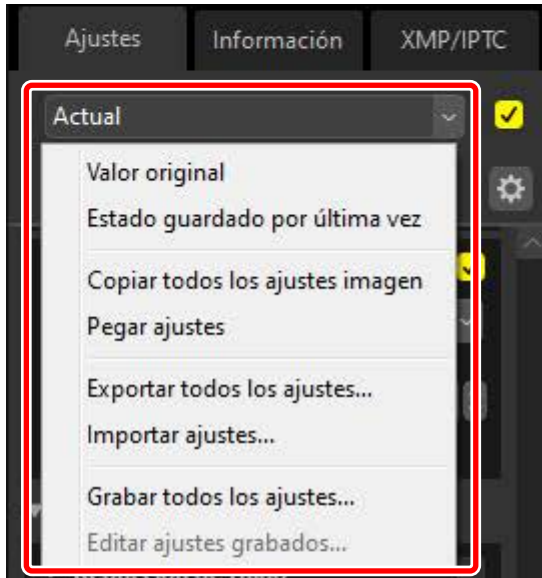 Ajustes Información XMP/IPTC
Actual
Valor original
Estado guardado por última vez
Copiar todos los ajustes imagen
Pegar ajustes
Exportar todos los ajustes...
Importar ajustes...
Grabar todos los ajustes...
Editar ajustes grabados...